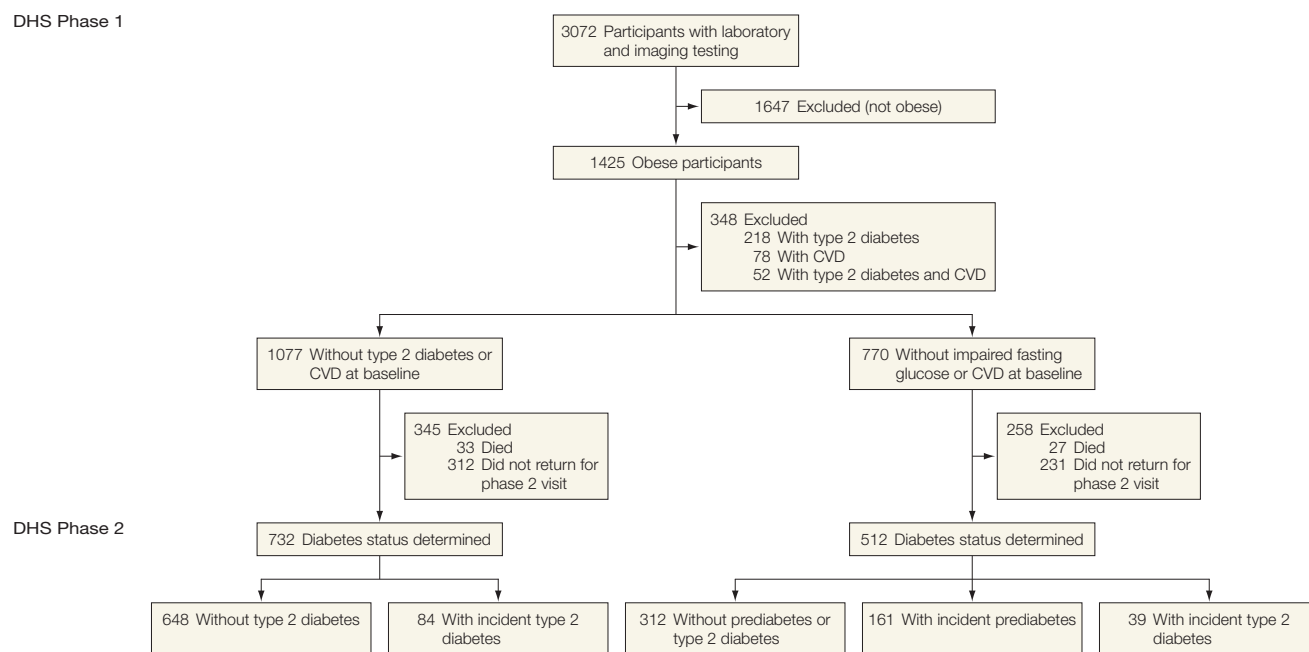 DHS Phase 1
3072 Participants with laboratory
and imaging testing
1647 Excluded (not obese)
1425 Obese participants
348 Excluded
218 With type 2 diabetes
78 With CVD
52 With type 2 diabetes and CVD
1077 Without type 2 diabetes or
CVD at baseline
770 Without impaired fasting
glucose or CVD at baseline
345 Excluded
33 Died
312 Did not return for
phase 2 visit
258 Excluded
27 Died
231 Did not return for
phase 2 visit
DHS Phase 2
732 Diabetes status determined
512 Diabetes status determined
648 Without type 2 diabetes
84 With incident type 2
diabetes
312 Without prediabetes or
type 2 diabetes
161 With incident prediabetes
39 With incident type 2
diabetes